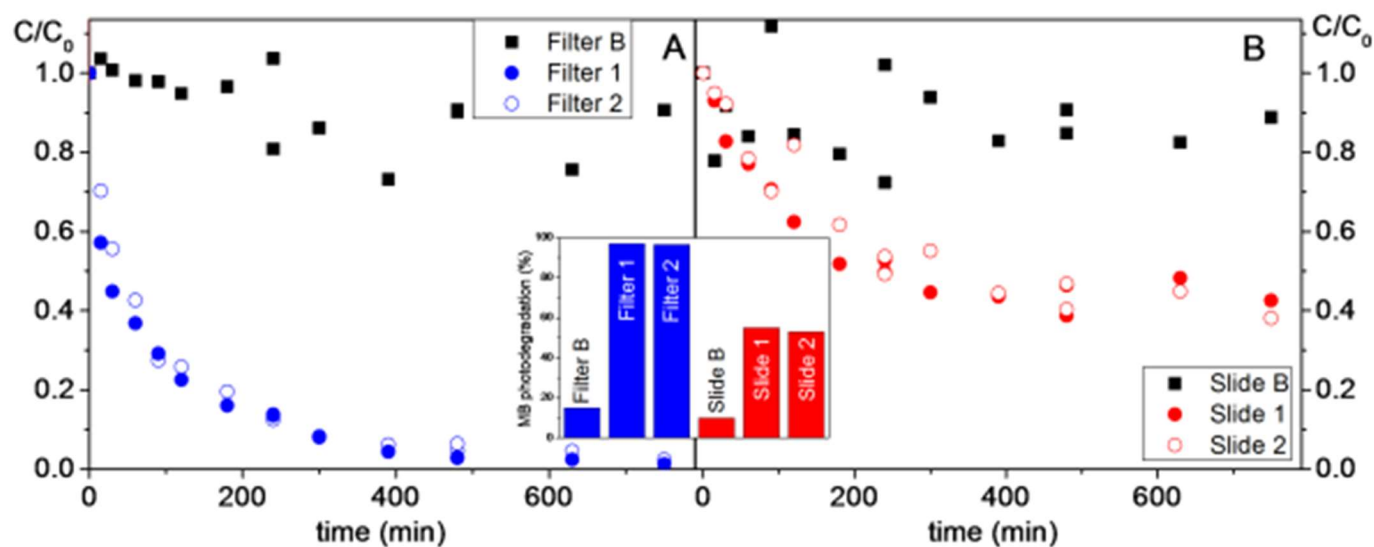 C/C0
A
Filter B
Filter 1
Filter 2
1.0
0.8
0.6
0.4
0.2
0.0
0
200
400
600
time (min)
MB photodegradation (%)
100
80
60
40
20
0
Filter B
Filter 1
Filter 2
Slide B
Slide 1
Slide 2
B
C/C0
1.0
0.8
0.6
0.4
0.2
0.0
Slide B
Slide 1
Slide 2
0
200
400
600
time (min)